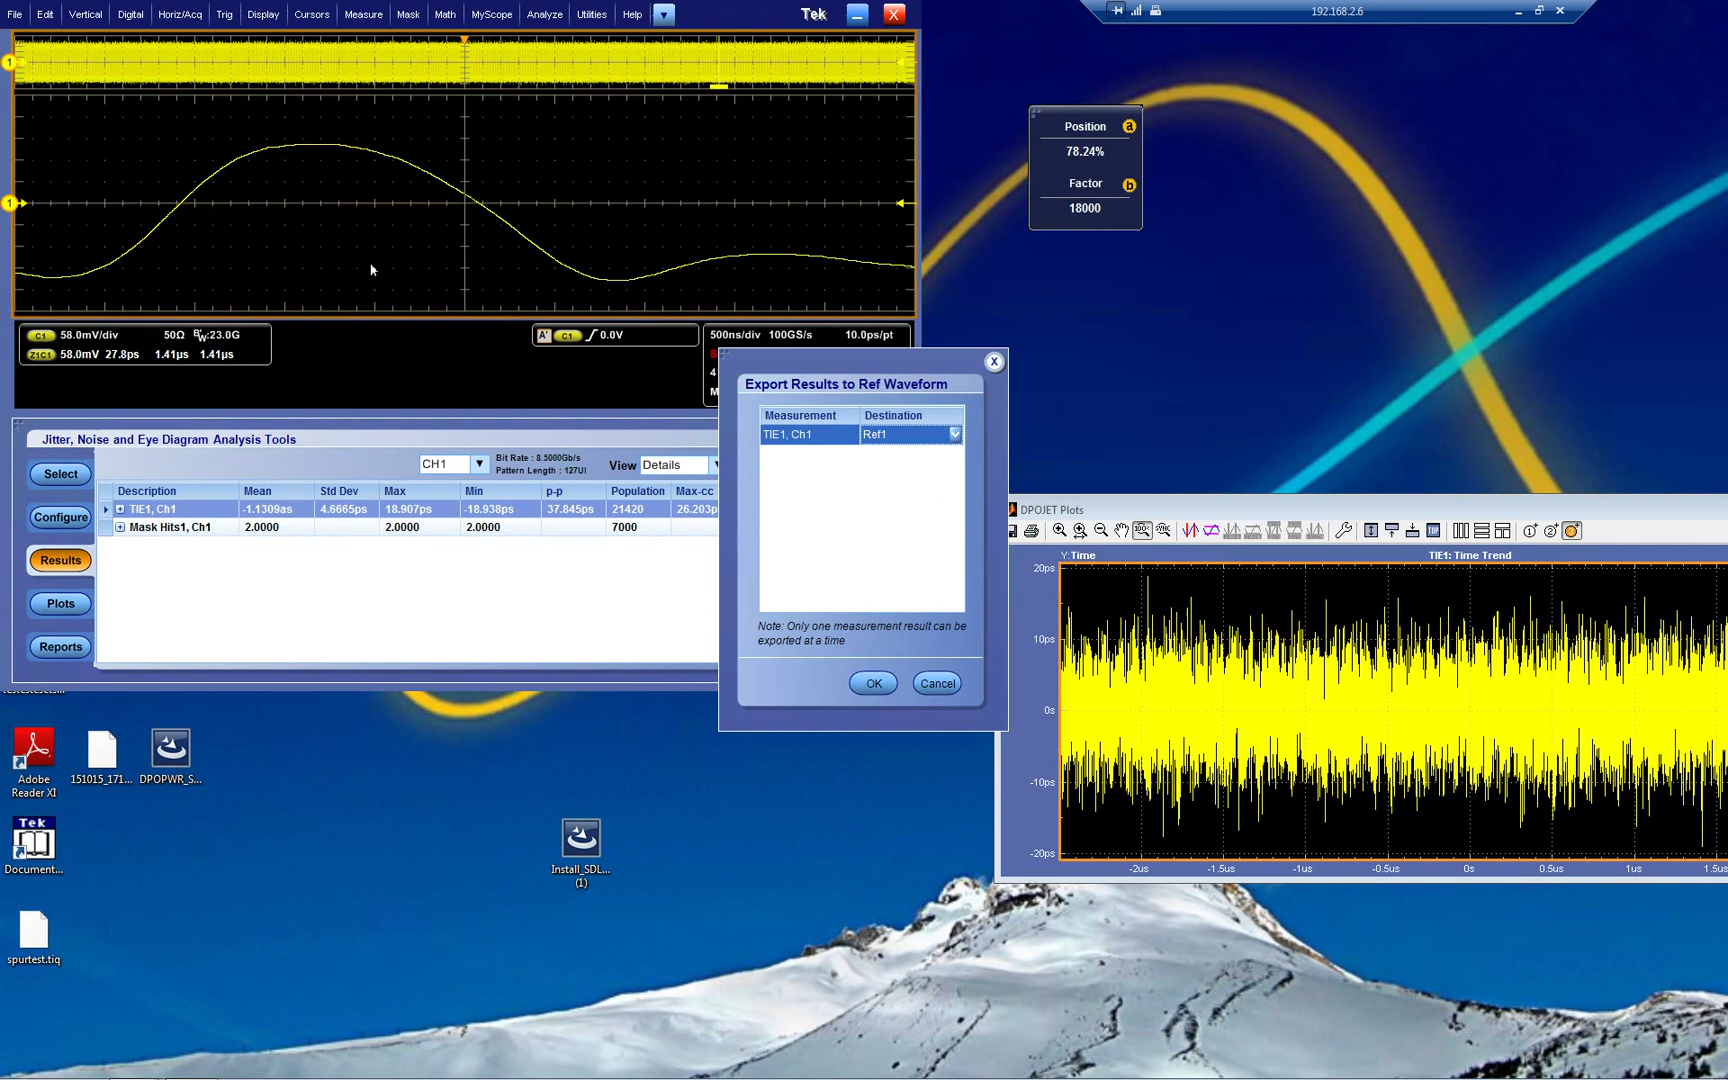 File Edit Vertical Digital Horiz/Acq Trig Display Cursors Measure Mask Math MyScope Analyze Utilities Help Tek X
192.168.2.6
1
1
Position a
78.24%
Factor b
18000
C1 58.0mV/div 50Ω BW:23.0G
Z1C1 58.0mV 27.8ps 1.41µs 1.41µs
A' C1 0.0V
500ns/div 100GS/s 10.0ps/pt
Export Results to Ref Waveform
Measurement Destination
TIE1, Ch1 Ref1
Note: Only one measurement result can be
exported at a time
OK Cancel
Jitter, Noise and Eye Diagram Analysis Tools
Select
Configure
Results
Plots
Reports
CH1
Bit Rate : 8.5000Gb/s
Pattern Length : 127UI
View Details
Description Mean Std Dev Max Min p-p Population Max-cc
TIE1, Ch1 -1.1309as 4.6665ps 18.907ps -18.938ps 37.845ps 21420 26.203p
Mask Hits1, Ch1 2.0000 2.0000 2.0000 7000
DPOJET Plots
Y:Time TIE1: Time Trend
20ps
10ps
0s
-10ps
-20ps
-2us -1.5us -1us -0.5us 0s 0.5us 1us 1.5us
Adobe
Reader XI
151015_171...
DPOPWR_S...
Tek
Document...
Install_SDL...
(1)
spurtest.tiq